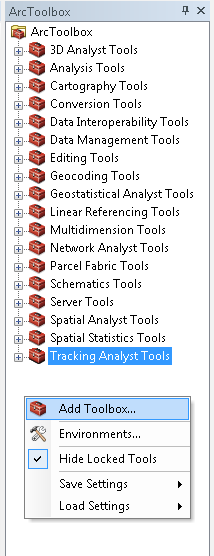 ArcToolbox
ArcToolbox
3D Analyst Tools
Analysis Tools
Cartography Tools
Conversion Tools
Data Interoperability Tools
Data Management Tools
Editing Tools
Geocoding Tools
Geostatistical Analyst Tools
Linear Referencing Tools
Multidimension Tools
Network Analyst Tools
Parcel Fabric Tools
Schematics Tools
Server Tools
Spatial Analyst Tools
Spatial Statistics Tools
Tracking Analyst Tools
Add Toolbox...
Environments...
Hide Locked Tools
Save Settings
Load Settings